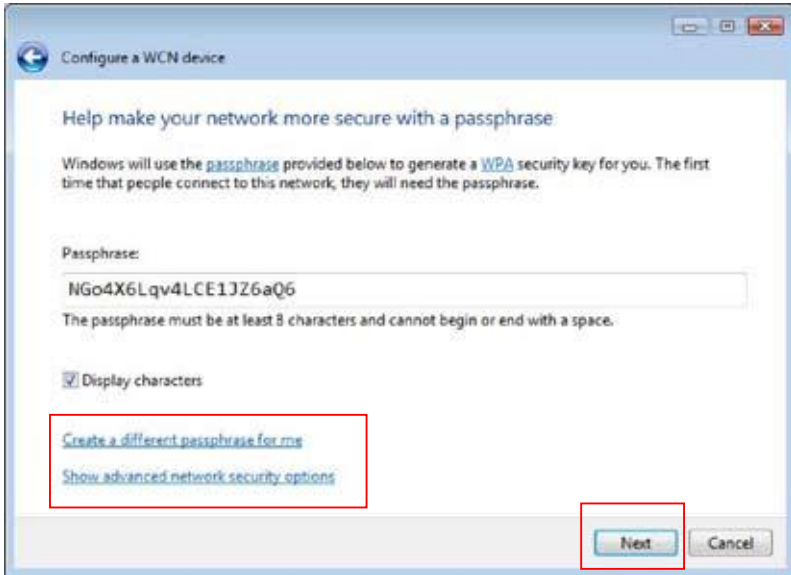 Configure a WCN device
Help make your network more secure with a passphrase
Windows will use the passphrase provided below to generate a WPA security key for you. The first
time that people connect to this network, they will need the passphrase.
Passphrase:
NGo4X6Lqv4LCE1JZ6aQ6
The passphrase must be at least 8 characters and cannot begin or end with a space.
Display characters
Create a different passphrase for me
Show advanced network security options
Next
Cancel